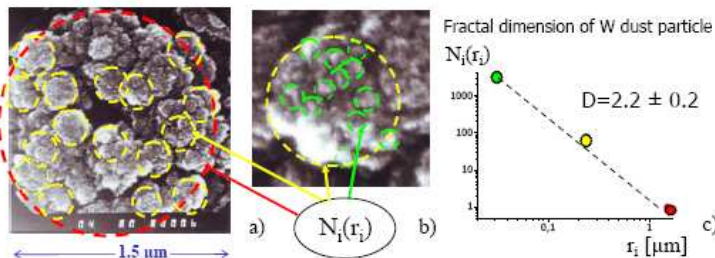 Fractal dimension of W dust particle
Nᵢ(rᵢ)
1000
100
10
1
D=2.2 ± 0.2
0,1
1
rᵢ [µm]
c)
a)
Nᵢ(rᵢ)
b)
1.5 µm